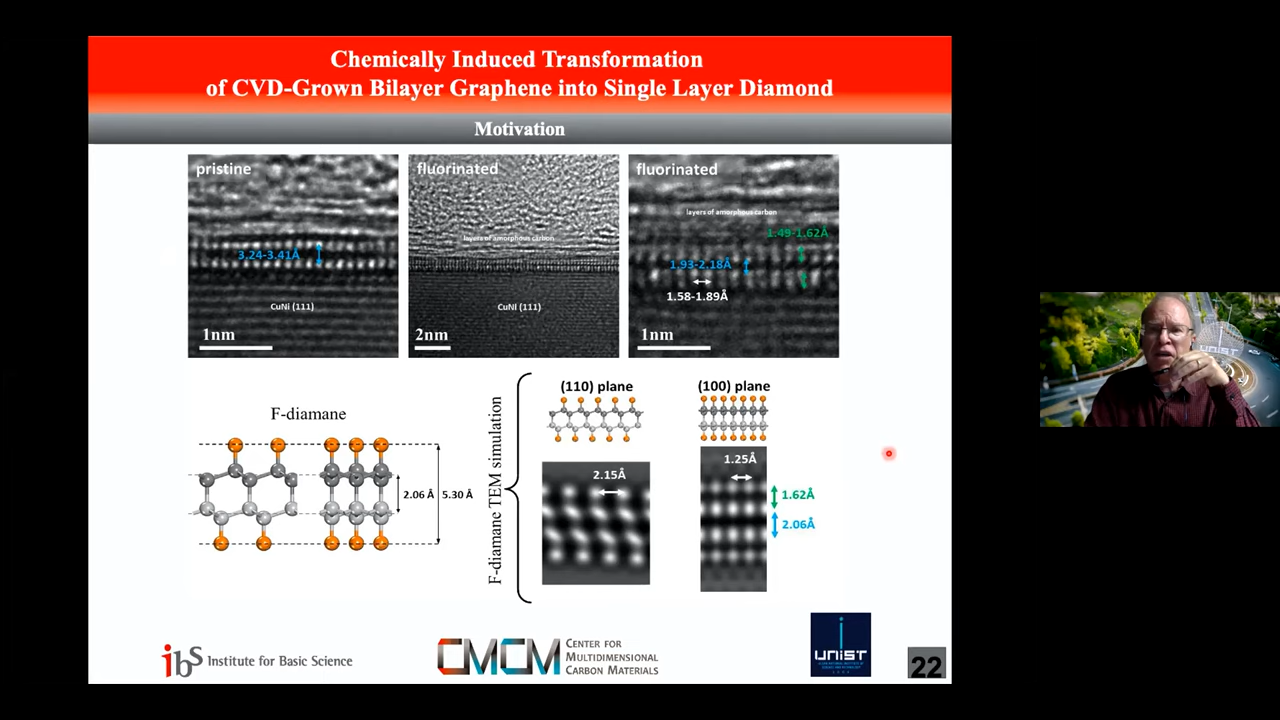 Chemically Induced Transformation
of CVD-Grown Bilayer Graphene into Single Layer Diamond
Motivation
pristine
3.24-3.41Å
CuNi (111)
1nm
fluorinated
layers of amorphous carbon
CuNi (111)
2nm
fluorinated
layers of amorphous carbon
1.49-1.62Å
1.93-2.18Å
1.58-1.89Å
1nm
F-diamane
2.06 Å
5.30 Å
F-diamane TEM simulation
(110) plane
2.15Å
(100) plane
1.25Å
1.62Å
2.06Å
ibS Institute for Basic Science
CMCM
CENTER FOR
MULTIDIMENSIONAL
CARBON MATERIALS
UNIST
22
UNIST